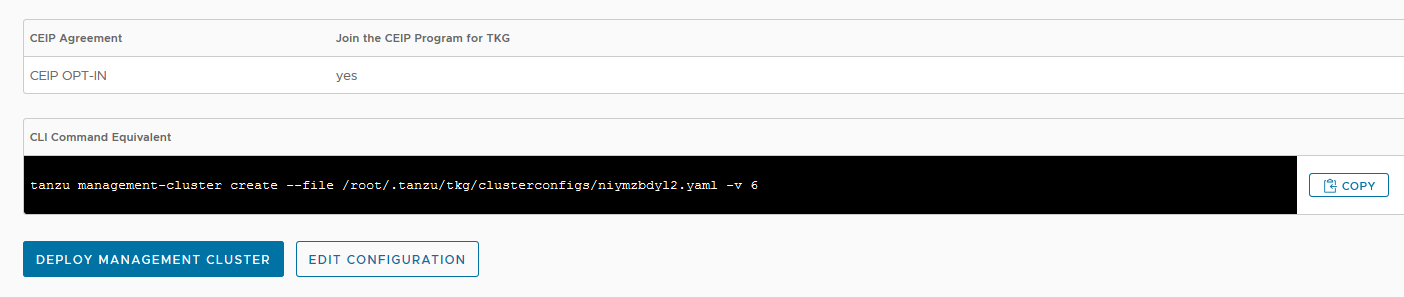 CEIP Agreement Join the CEIP Program for TKG
CEIP OPT-IN yes
CLI Command Equivalent
tanzu management-cluster create --file /root/.tanzu/tkg/clusterconfigs/niymzbdyl2.yaml -v 6
COPY
DEPLOY MANAGEMENT CLUSTER EDIT CONFIGURATION